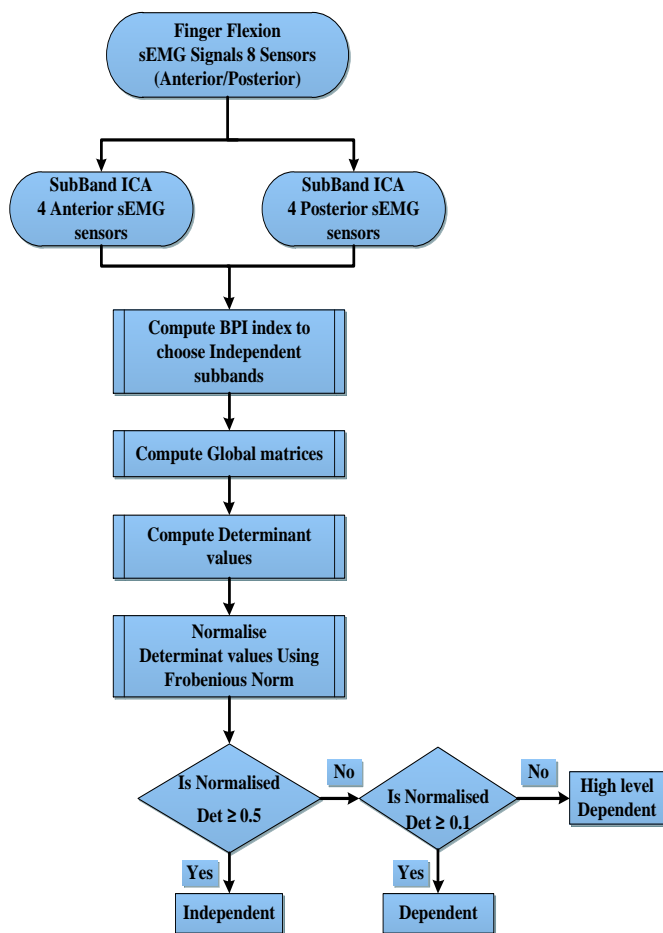 Finger Flexion
sEMG Signals 8 Sensors
(Anterior/Posterior)
SubBand ICA
4 Anterior sEMG
sensors
SubBand ICA
4 Posterior sEMG
sensors
Compute BPI index to
choose Independent
subbands
Compute Global matrices
Compute Determinant
values
Normalise
Determinat values Using
Frobenious Norm
Is Normalised
Det ≥ 0.5
No
Is Normalised
Det ≥ 0.1
No
High level
Dependent
Yes
Independent
Yes
Dependent